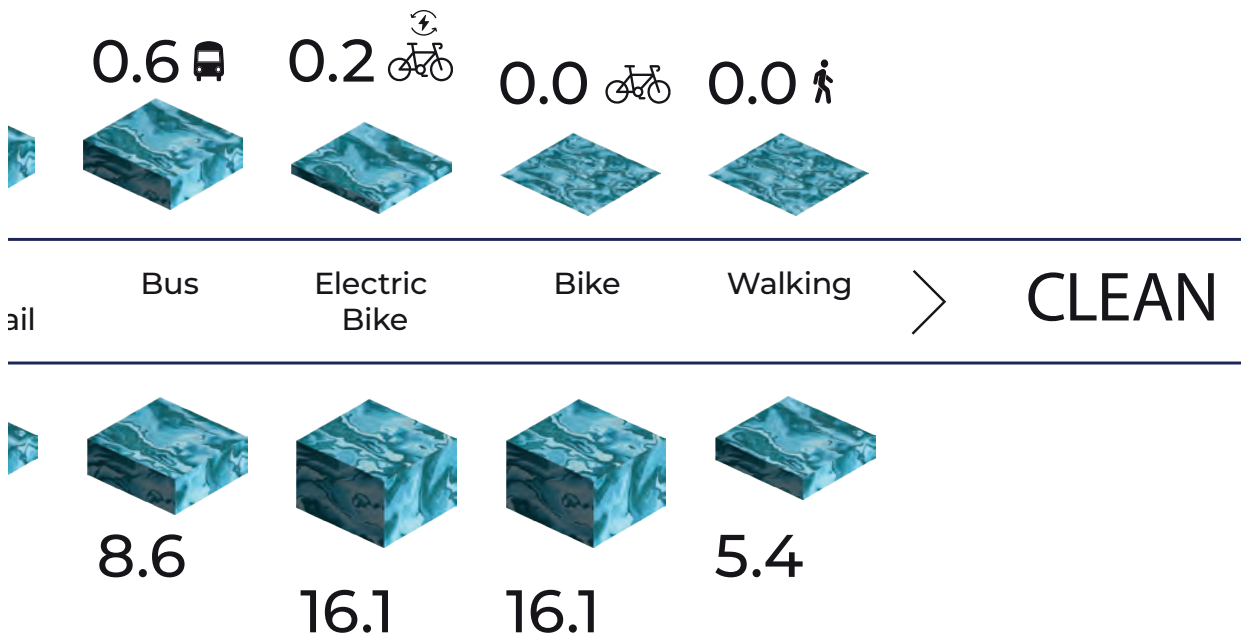 0.6
0.2
0.0
0.0
Bus
Electric
Bike
Bike
Walking
CLEAN
ail
8.6
16.1
16.1
5.4